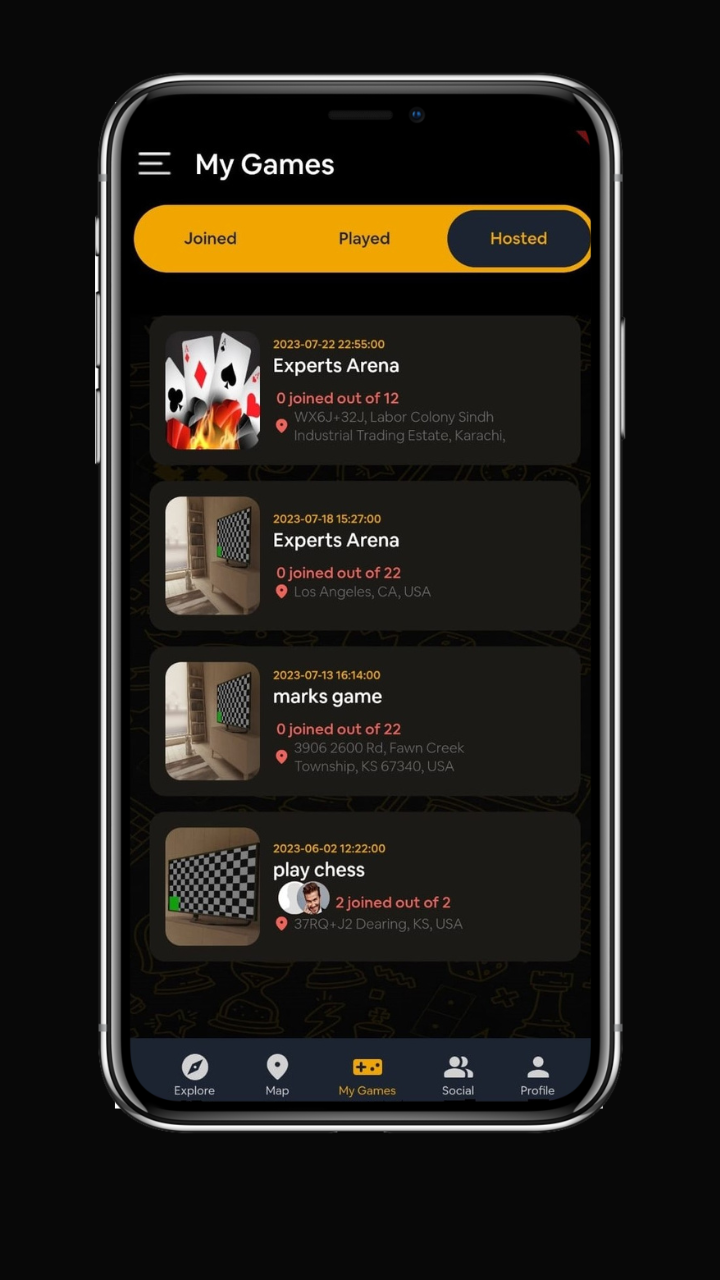 My Games
Joined
Played
Hosted
2023-07-22 22:55:00
Experts Arena
0 joined out of 12
WX6J+32J, Labor Colony Sindh
Industrial Trading Estate, Karachi,
2023-07-18 15:27:00
Experts Arena
0 joined out of 22
Los Angeles, CA, USA
2023-07-13 16:14:00
marks game
0 joined out of 22
3906 2600 Rd, Fawn Creek
Township, KS 67340, USA
2023-06-02 12:22:00
play chess
2 joined out of 2
37RQ+J2 Dearing, KS, USA
Explore
Map
My Games
Social
Profile